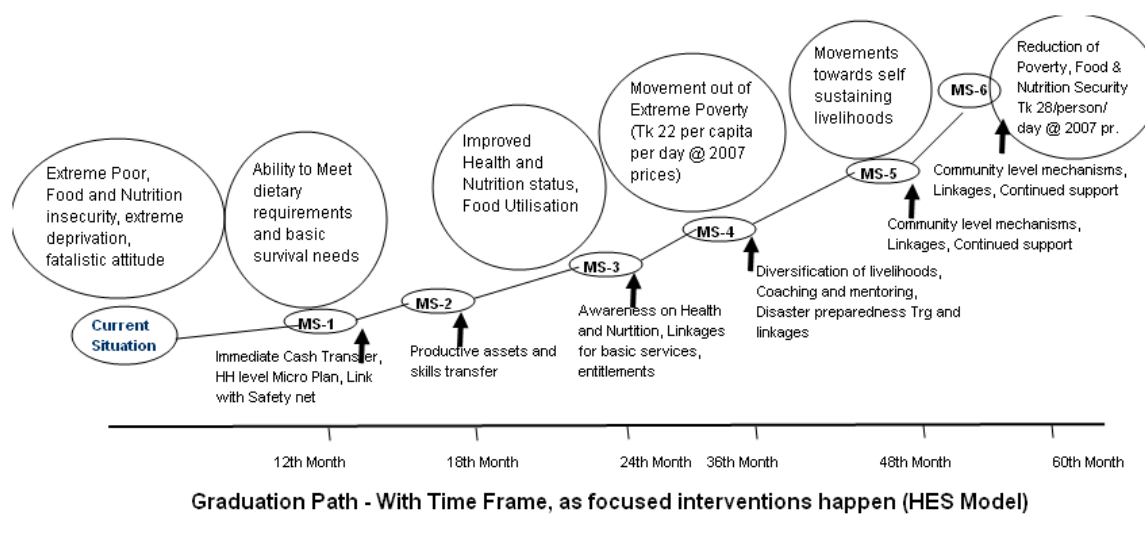 Extreme Poor,
Food and Nutrition
insecurity, extreme
deprivation,
fatalistic attitude
Ability to Meet
dietary
requirements
and basic
survival needs
Improved
Health and
Nutrition status,
Food Utilisation
Movement out of
Extreme Poverty
(Tk 22 per capita
per day @ 2007
prices)
Movements
towards self
sustaining
livelihoods
Reduction of
Poverty, Food &
Nutrition Security
Tk 28/person/
day @ 2007 pr.
Current
Situation
MS-1
MS-2
MS-3
MS-4
MS-5
MS-6
Immediate Cash Transfer,
HH level Micro Plan, Link
with Safety net
Productive assets and
skills transfer
Awareness on Health
and Nurtition, Linkages
for basic services,
entitlements
Diversification of livelihoods,
Coaching and mentoring,
Disaster preparedness Trg and
linkages
Community level mechanisms,
Linkages, Continued support
Community level mechanisms,
Linkages, Continued support
12th Month
18th Month
24th Month
36th Month
48th Month
60th Month
Graduation Path - With Time Frame, as focused interventions happen (HES Model)